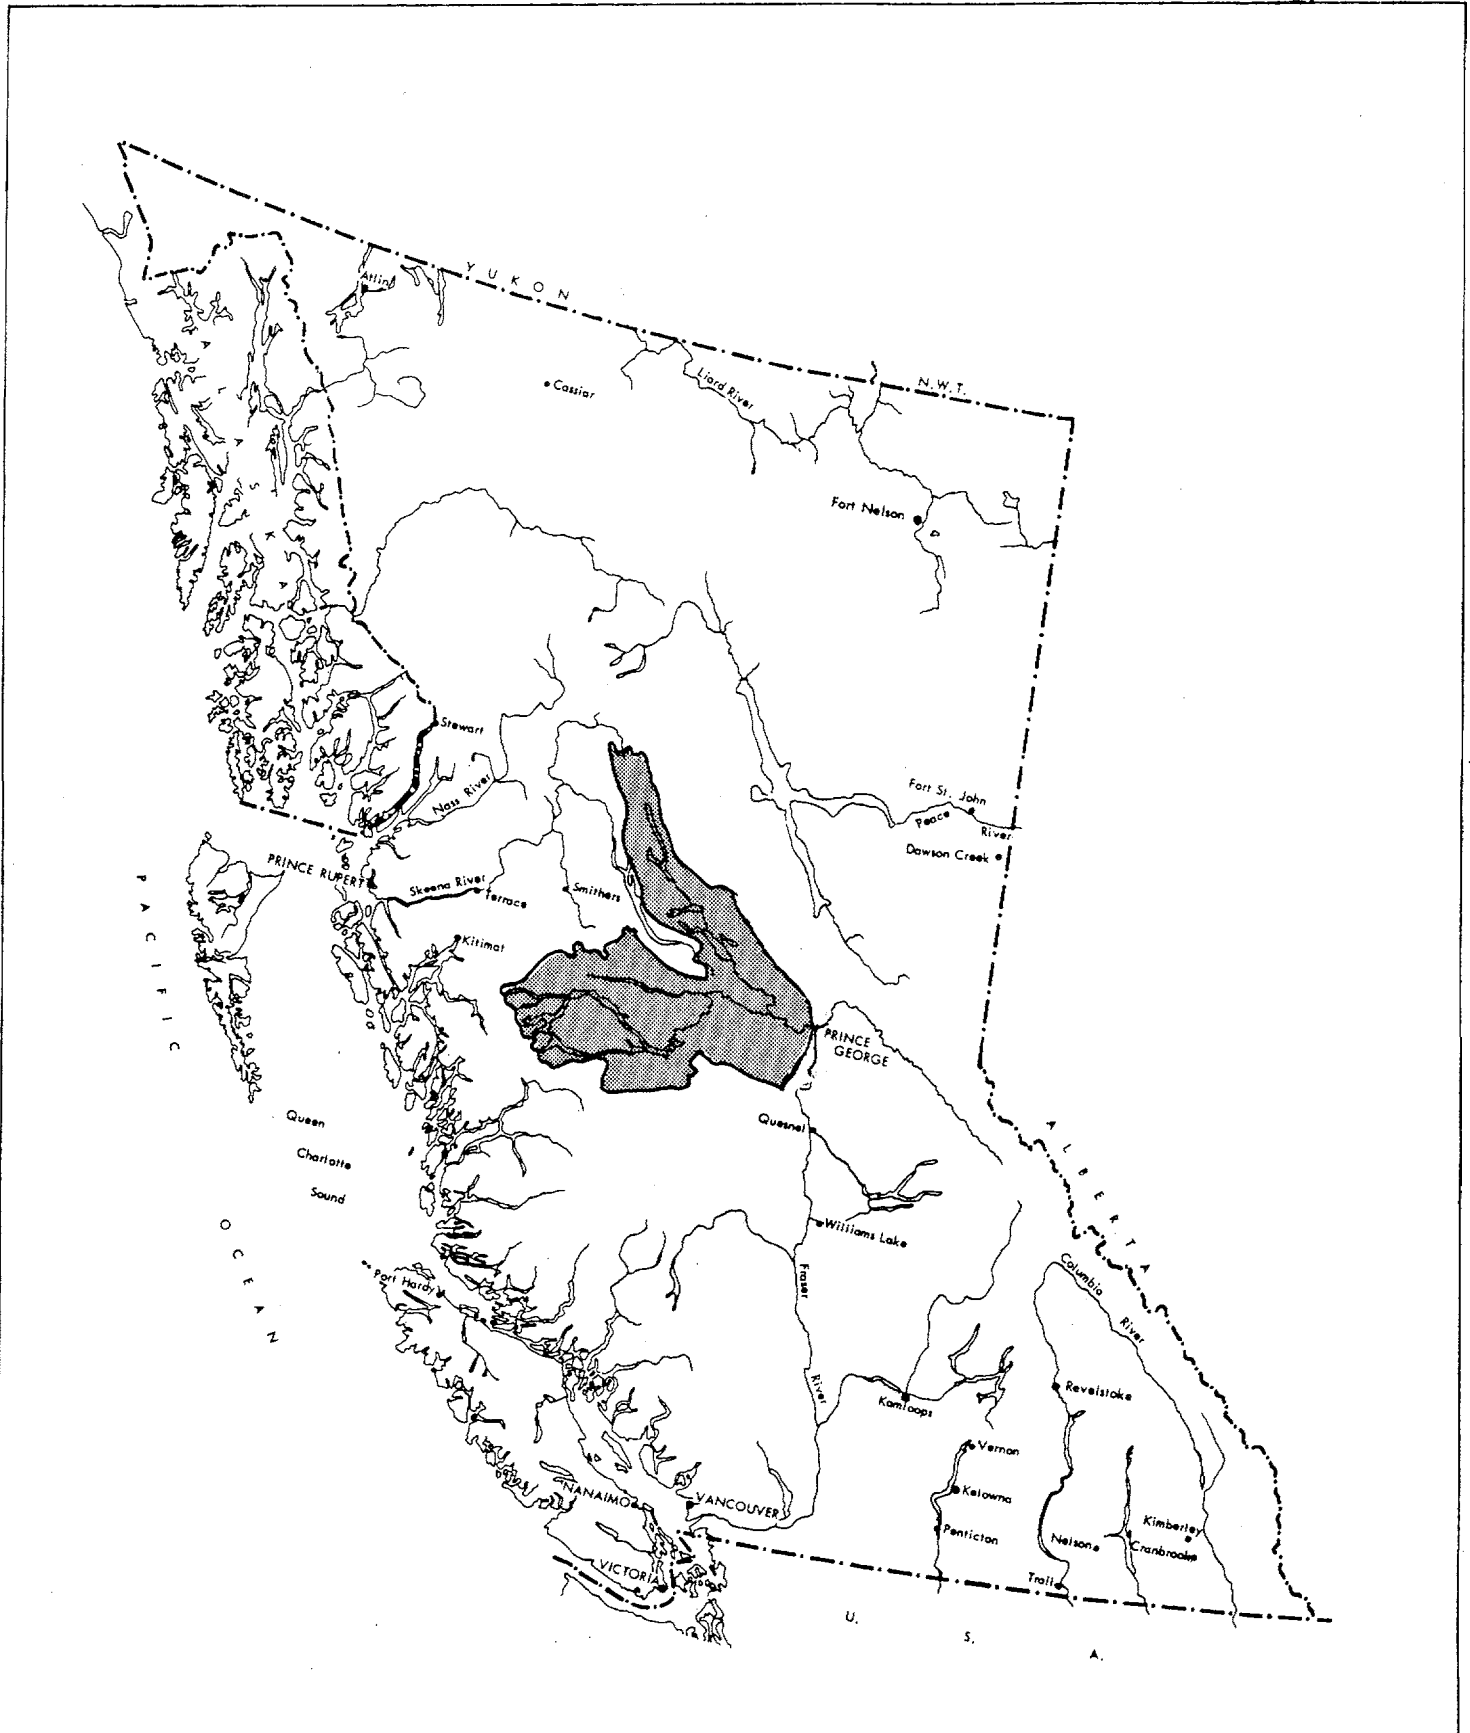 YUKON
Atlin
ALASKA
Cassiar
Liard River
N.W.T.
Fort Nelson
Stewart
Nass River
Fort St. John
Peace
River
Dawson Creek
PRINCE RUPERT
Skeena River
Terrace
Smithers
Kitimat
PACIFIC
PRINCE
GEORGE
Queen
Charlotte
Sound
Quesnel
ALBERTA
Williams Lake
OCEAN
Port Hardy
Fraser
River
Columbia
River
Kamloops
Revelstoke
Vernon
Kelowna
Penticton
NANAIMO
VANCOUVER
Nelson
Kimberley
Cranbrook
VICTORIA
Trail
U. S. A.